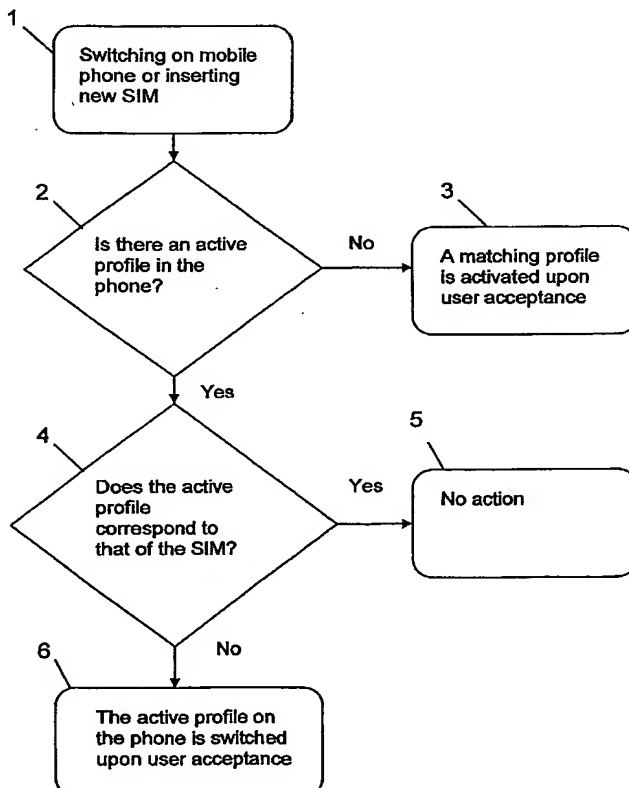 1
Switching on mobile
phone or inserting
new SIM
2
Is there an active
profile in the
phone?
No
3
A matching profile
is activated upon
user acceptance
Yes
4
Does the active
profile
correspond to
that of the SIM?
Yes
5
No action
No
6
The active profile on
the phone is switched
upon user acceptance